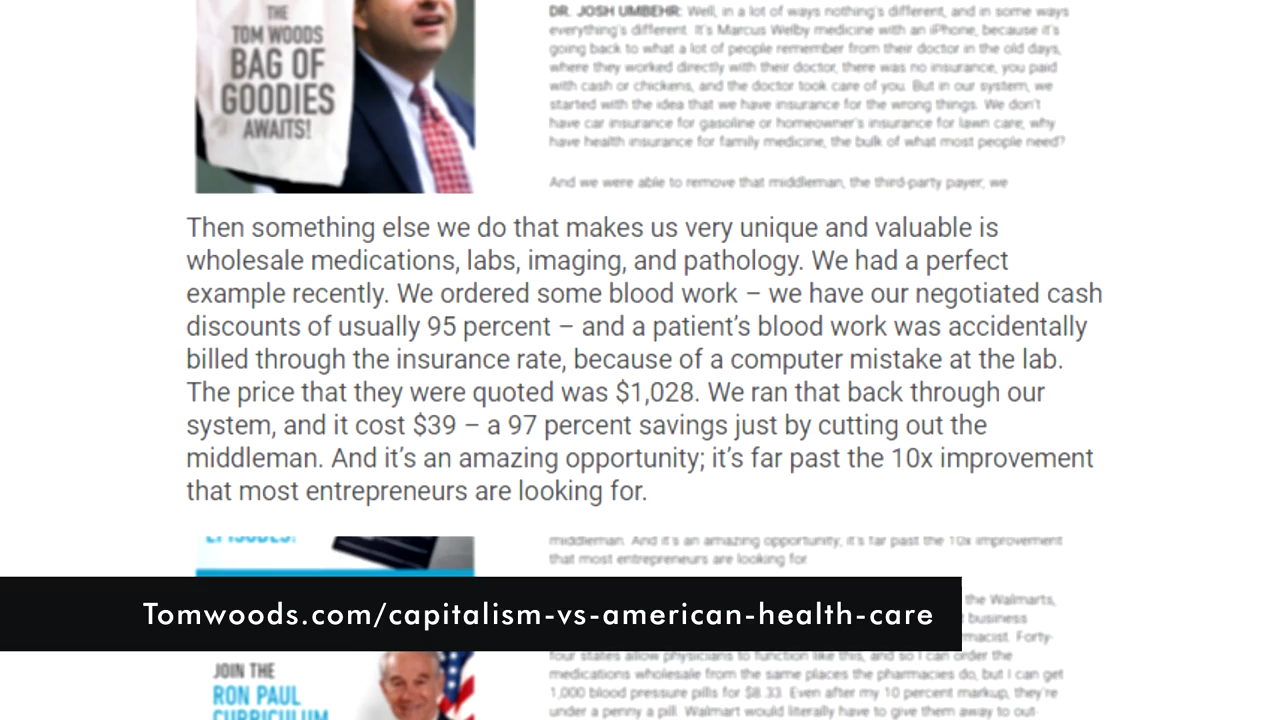 THE
TOM WOODS
BAG OF
GOODIES
AWAITS!
DR. JOSH UMBEHR: Well, in a lot of ways nothing's different, and in some ways
everything's different. It's Marcus Welby medicine with an iPhone, because it's
going back to what a lot of people remember from their doctor in the old days,
where they worked directly with their doctor, there was no insurance, you paid
with cash or chickens, and the doctor took care of you. But in our system, we
started with the idea that we have insurance for the wrong things. We don't
have car insurance for gasoline or homeowner's insurance for lawn care; why
have health insurance for family medicine, the bulk of what most people need?
And we were able to remove that middleman, the third-party payer; we
Then something else we do that makes us very unique and valuable is
wholesale medications, labs, imaging, and pathology. We had a perfect
example recently. We ordered some blood work – we have our negotiated cash
discounts of usually 95 percent – and a patient's blood work was accidentally
billed through the insurance rate, because of a computer mistake at the lab.
The price that they were quoted was $1,028. We ran that back through our
system, and it cost $39 – a 97 percent savings just by cutting out the
middleman. And it's an amazing opportunity; it's far past the 10x improvement
that most entrepreneurs are looking for.
EPISODES!
middleman. And it's an amazing opportunity; it's far past the 10x improvement
that most entrepreneurs are looking for
Tomwoods.com/capitalism-vs-american-health-care
the Walmarts,
business
Forty-
four states allow physicians to function like this, and so I can order the
medications wholesale from the same places the pharmacies do, but I can get
1,000 blood pressure pills for $8.33. Even after my 10 percent markup, they're
under a penny a pill. Walmart would literally have to give them away to out-
JOIN THE
RON PAUL
CURRICULUM